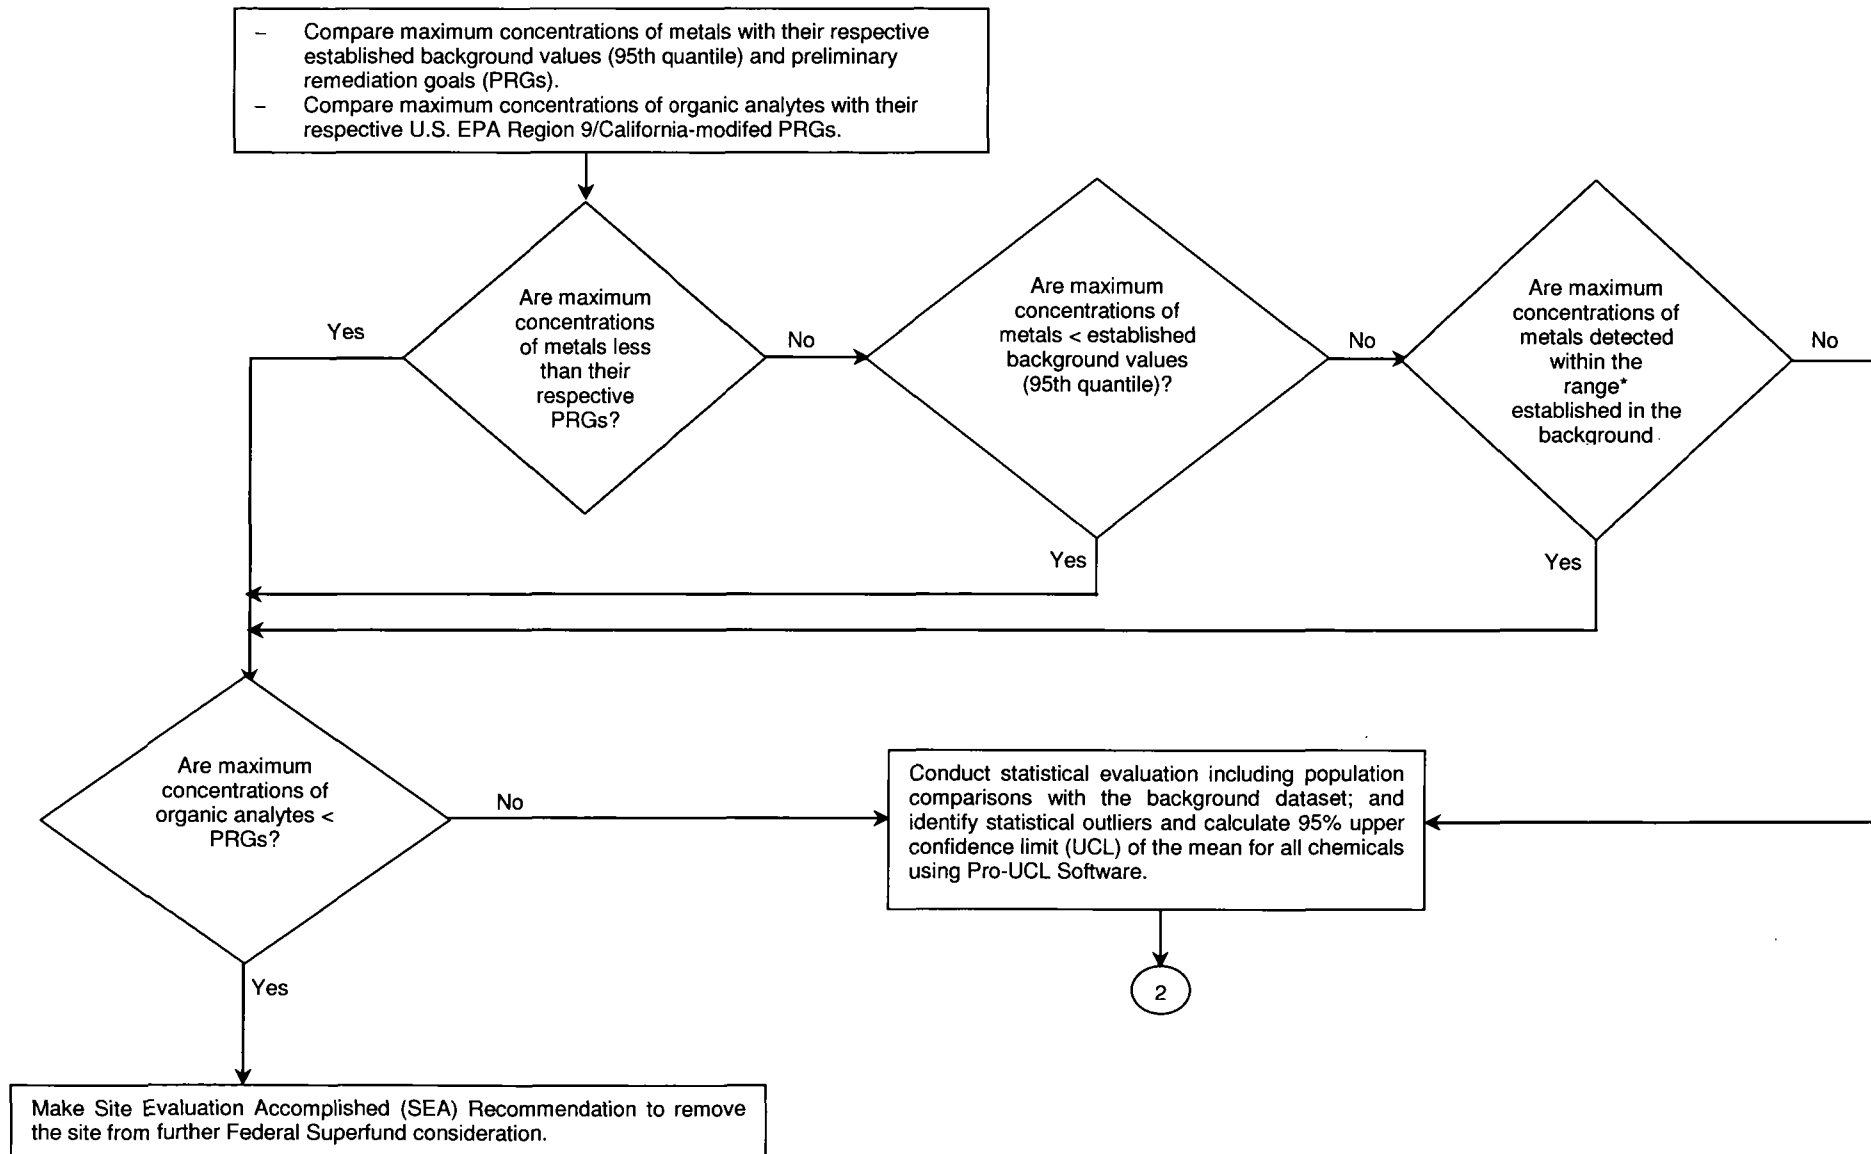 – Compare maximum concentrations of metals with their respective
established background values (95th quantile) and preliminary
remediation goals (PRGs).
– Compare maximum concentrations of organic analytes with their
respective U.S. EPA Region 9/California-modifed PRGs.
Are maximum
concentrations
of metals less
than their
respective
PRGs?
Yes
No
Are maximum
concentrations of
metals < established
background values
(95th quantile)?
No
Yes
Are maximum
concentrations of
metals detected
within the
range*
established in the
background
No
Yes
Are maximum
concentrations of
organic analytes <
PRGs?
No
Yes
Conduct statistical evaluation including population
comparisons with the background dataset; and
identify statistical outliers and calculate 95% upper
confidence limit (UCL) of the mean for all chemicals
using Pro-UCL Software.
2
Make Site Evaluation Accomplished (SEA) Recommendation to remove
the site from further Federal Superfund consideration.